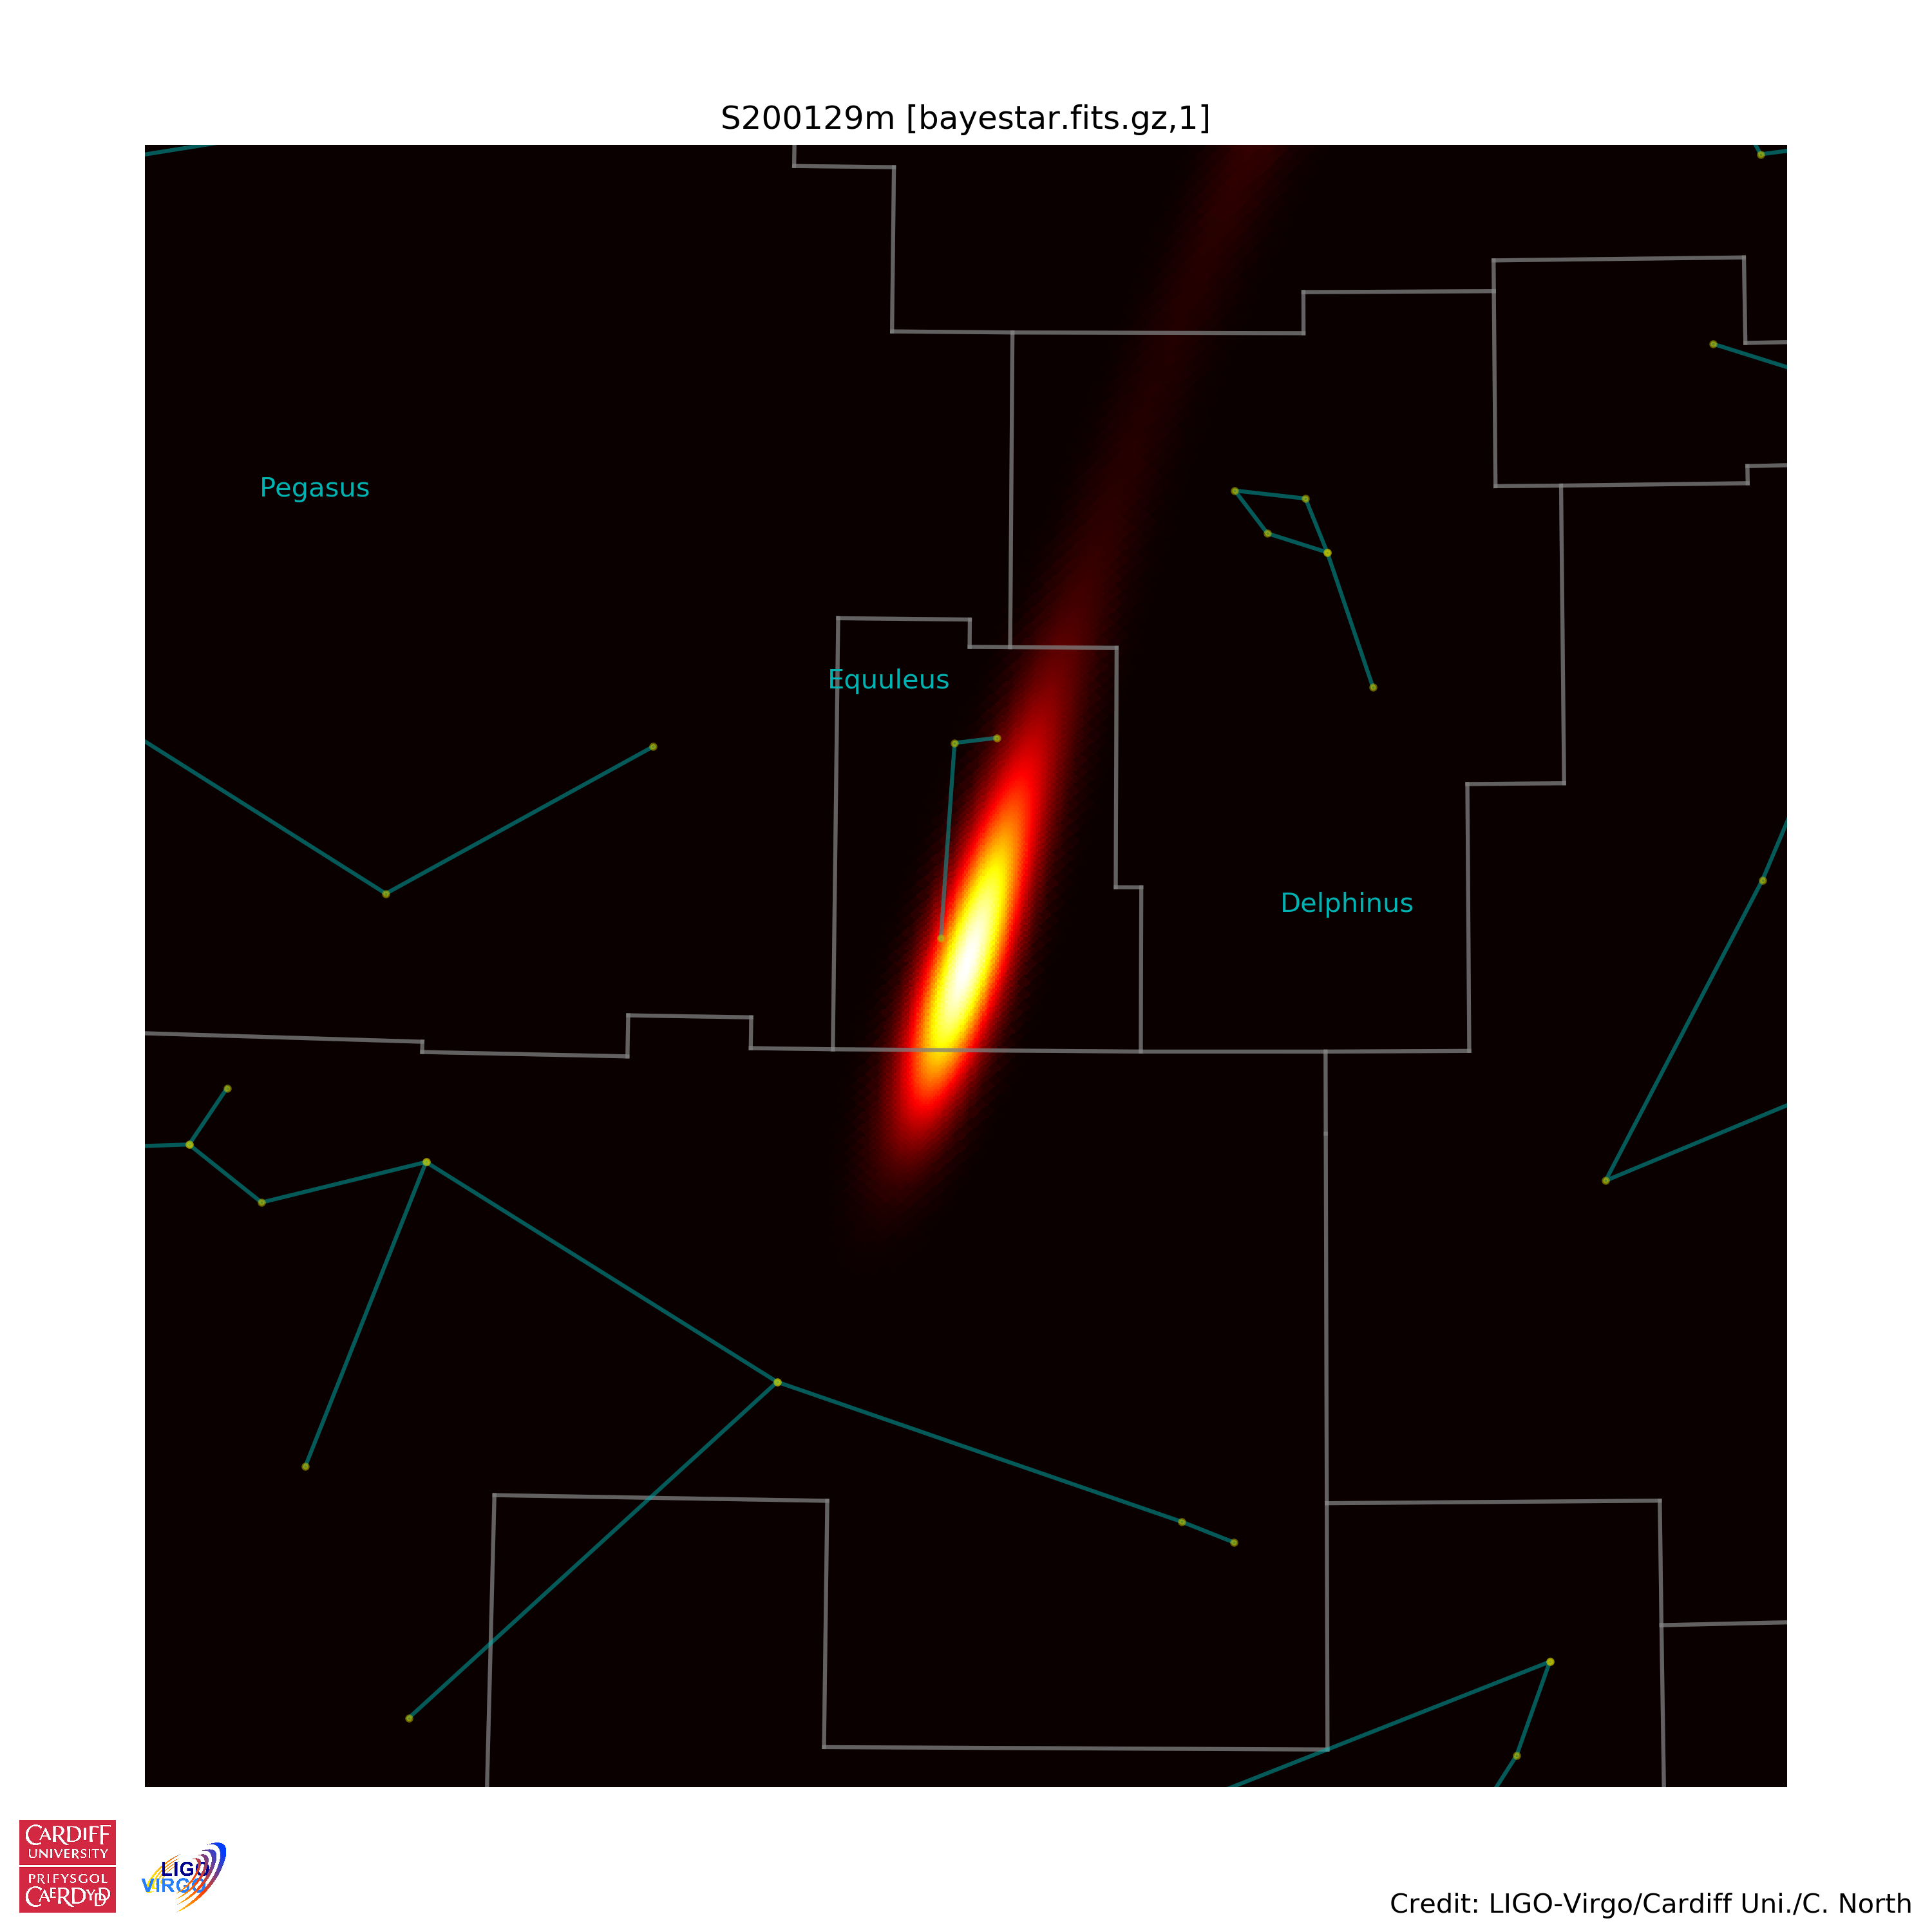 S200129m [bayestar.fits.gz,1]
Pegasus
Equuleus
Delphinus
CARDIFF
UNIVERSITY
PRIFYSGOL
CAERDYDD
LIGO
VIRGO
Credit: LIGO-Virgo/Cardiff Uni./C. North